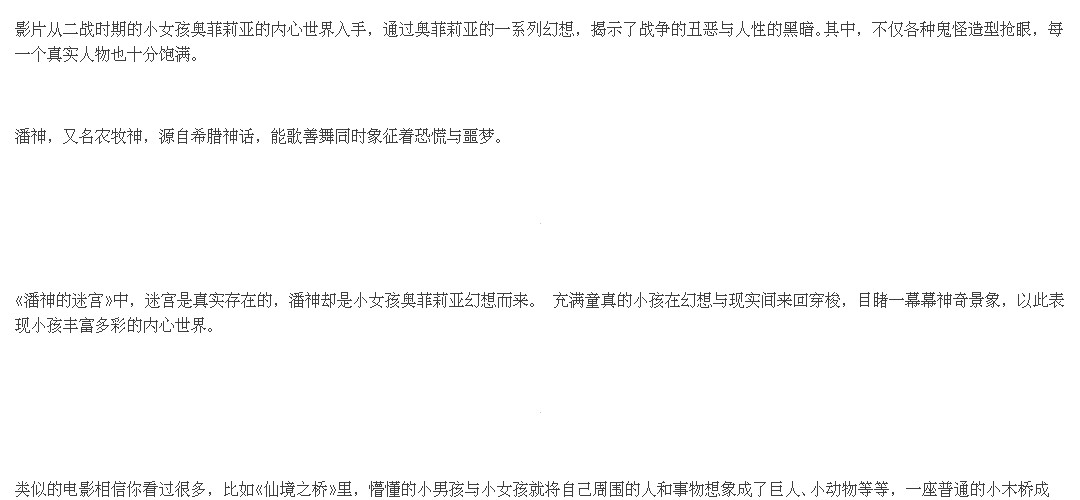 影片从二战时期的小女孩奥菲莉亚的内心世界入手，通过奥菲莉亚的一系列幻想，揭示了战争的丑恶与人性的黑暗。其中，不仅各种鬼怪造型抢眼，每
一个真实人物也十分饱满。
潘神，又名农牧神，源自希腊神话，能歌善舞同时象征着恐慌与噩梦。
《潘神的迷宫》中，迷宫是真实存在的，潘神却是小女孩奥菲莉亚幻想而来。 充满童真的小孩在幻想与现实间来回穿梭，目睹一幕幕神奇景象，以此表
现小孩丰富多彩的内心世界。
类似的电影相信你看过很多，比如《仙境之桥》里，懵懂的小男孩与小女孩就将自己周围的人和事物想象成了巨人、小动物等等，一座普通的小木桥成